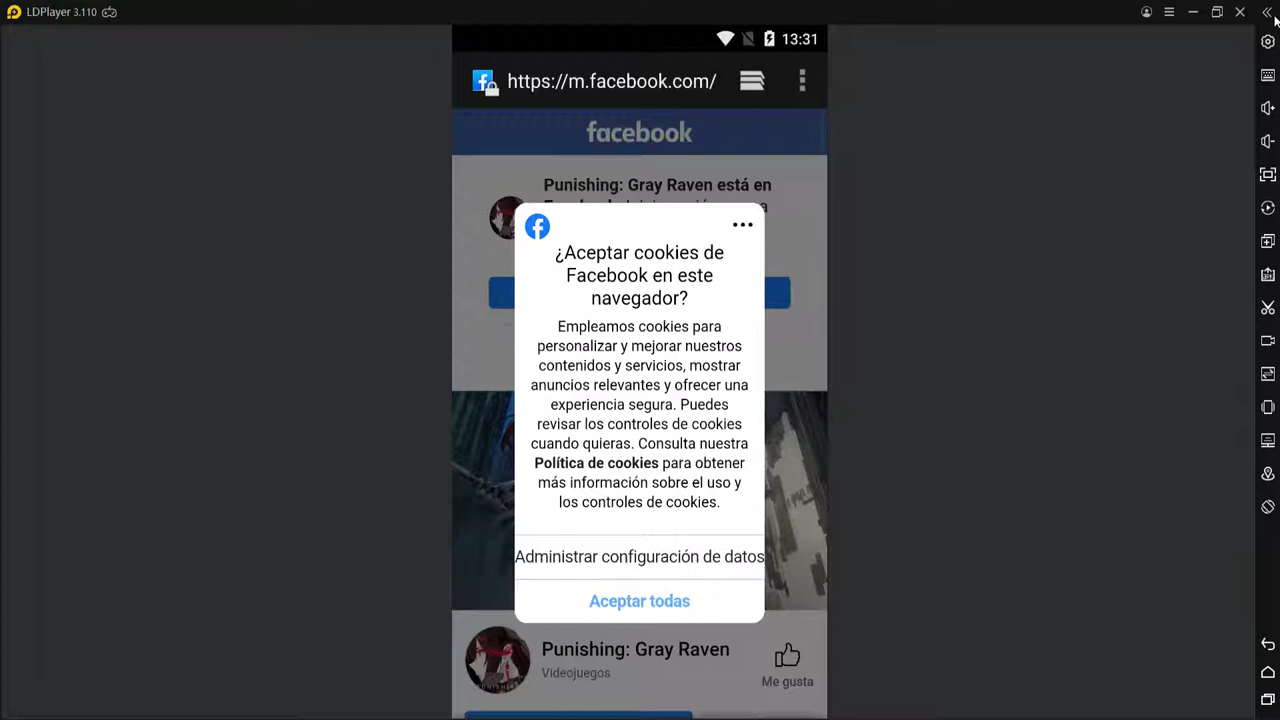 LDPlayer 3.110
13:31
https://m.facebook.com/
facebook
Punishing: Gray Raven está en
¿Aceptar cookies de
Facebook en este
navegador?
Empleamos cookies para
personalizar y mejorar nuestros
contenidos y servicios, mostrar
anuncios relevantes y ofrecer una
experiencia segura. Puedes
revisar los controles de cookies
cuando quieras. Consulta nuestra
Política de cookies para obtener
más información sobre el uso y
los controles de cookies.
Administrar configuración de datos
Aceptar todas
Punishing: Gray Raven
Videojuegos
Me gusta